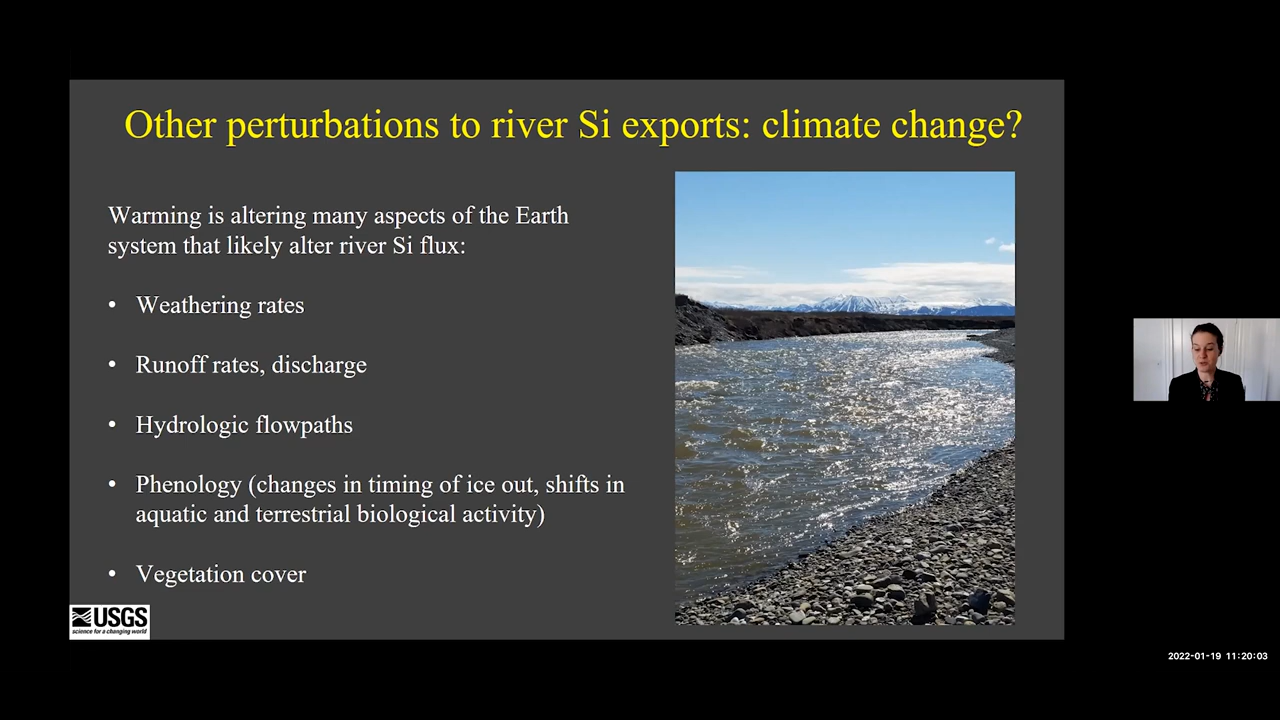 Other perturbations to river Si exports: climate change?
Warming is altering many aspects of the Earth
system that likely alter river Si flux:
• Weathering rates
• Runoff rates, discharge
• Hydrologic flowpaths
• Phenology (changes in timing of ice out, shifts in
aquatic and terrestrial biological activity)
• Vegetation cover
USGS
science for a changing world
2022-01-19 11:20:03